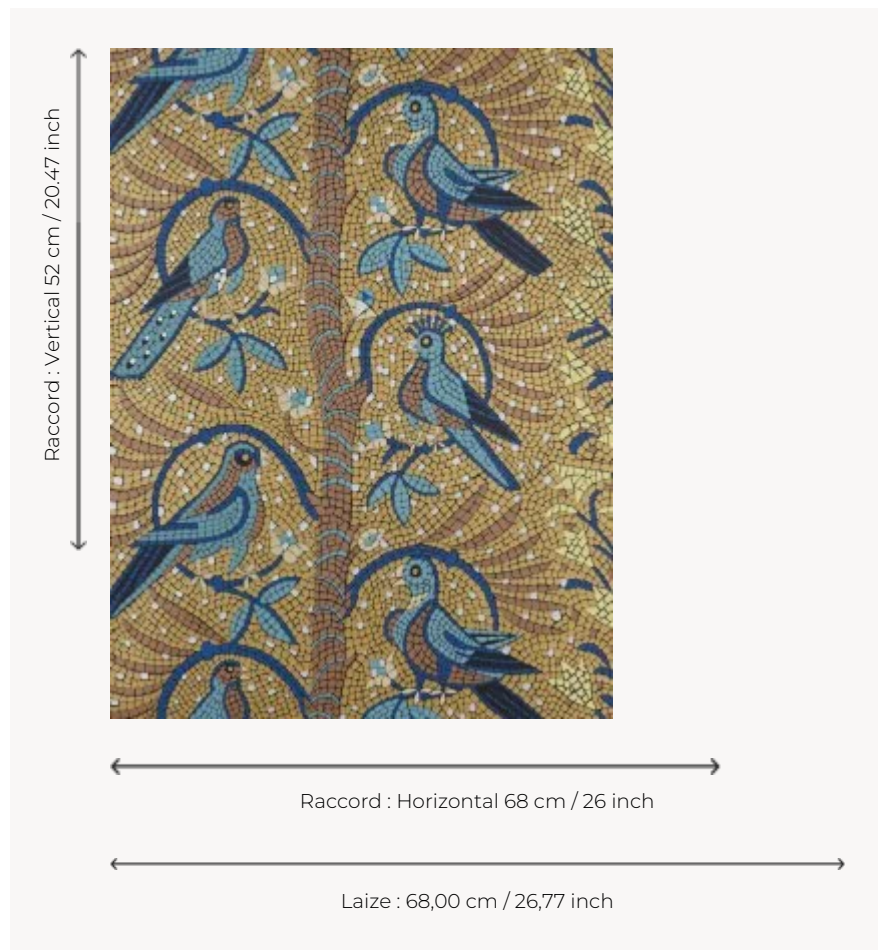 Raccord : Vertical 52 cm / 20.47 inch
Raccord : Horizontal 68 cm / 26 inch
Laize : 68,00 cm / 26,77 inch